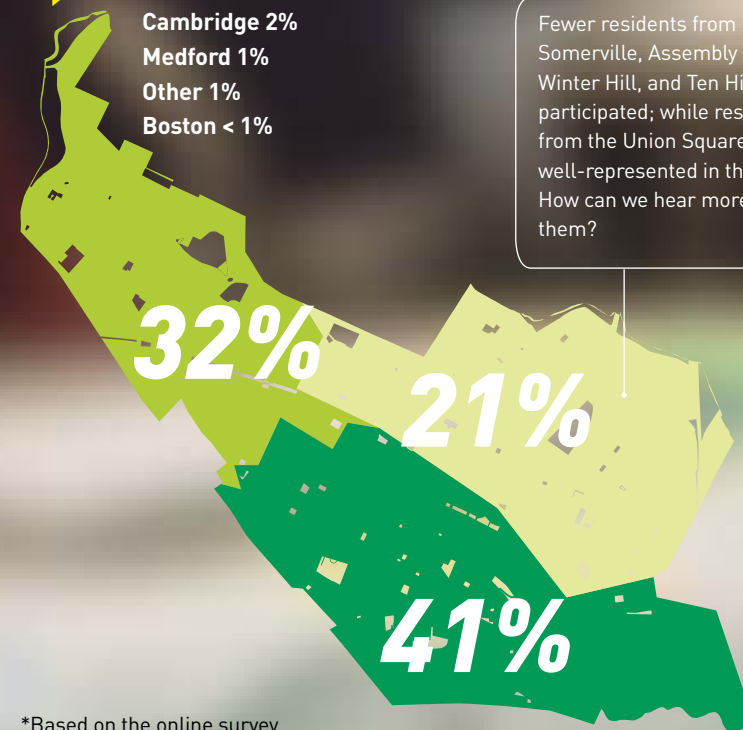 Cambridge 2%
Medford 1%
Other 1%
Boston < 1%
Fewer residents from
Somerville, Assembly
Winter Hill, and Ten Hi
participated; while res
from the Union Square
well-represented in th
How can we hear more
them?
32%
21%
41%
*Based on the online survey